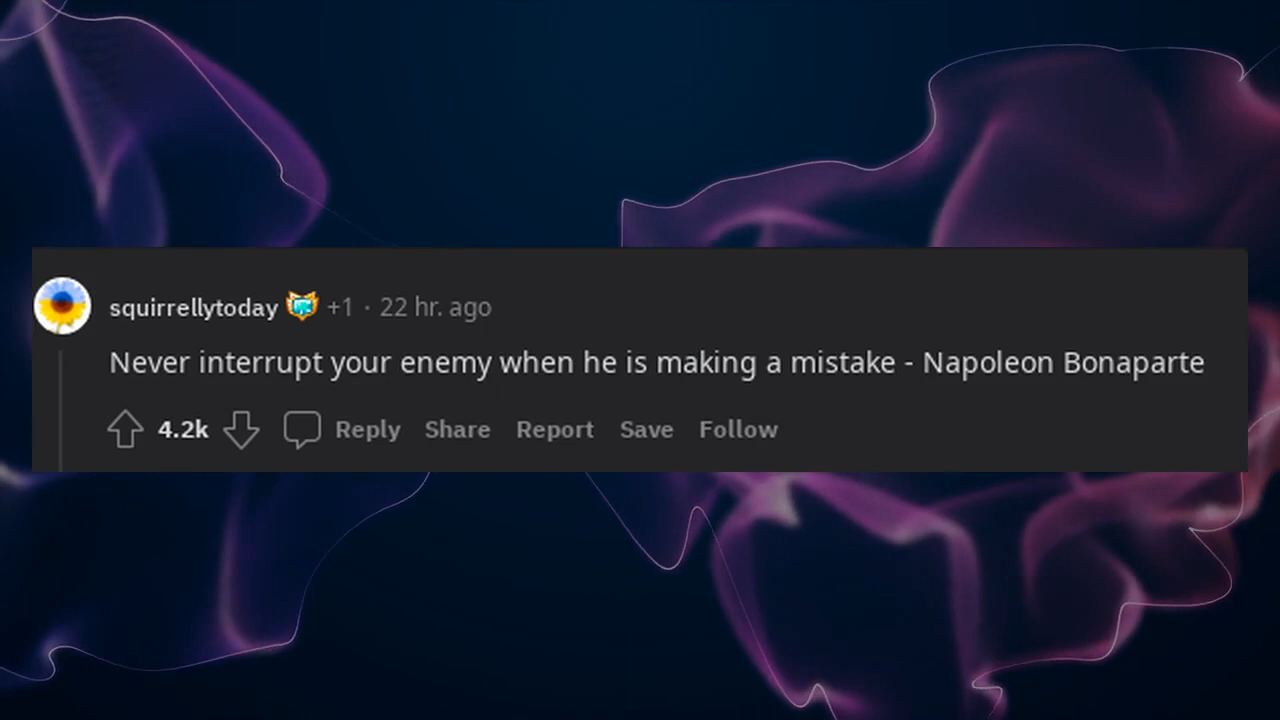 squirrellytoday +1 · 22 hr. ago
Never interrupt your enemy when he is making a mistake - Napoleon Bonaparte
4.2k Reply Share Report Save Follow